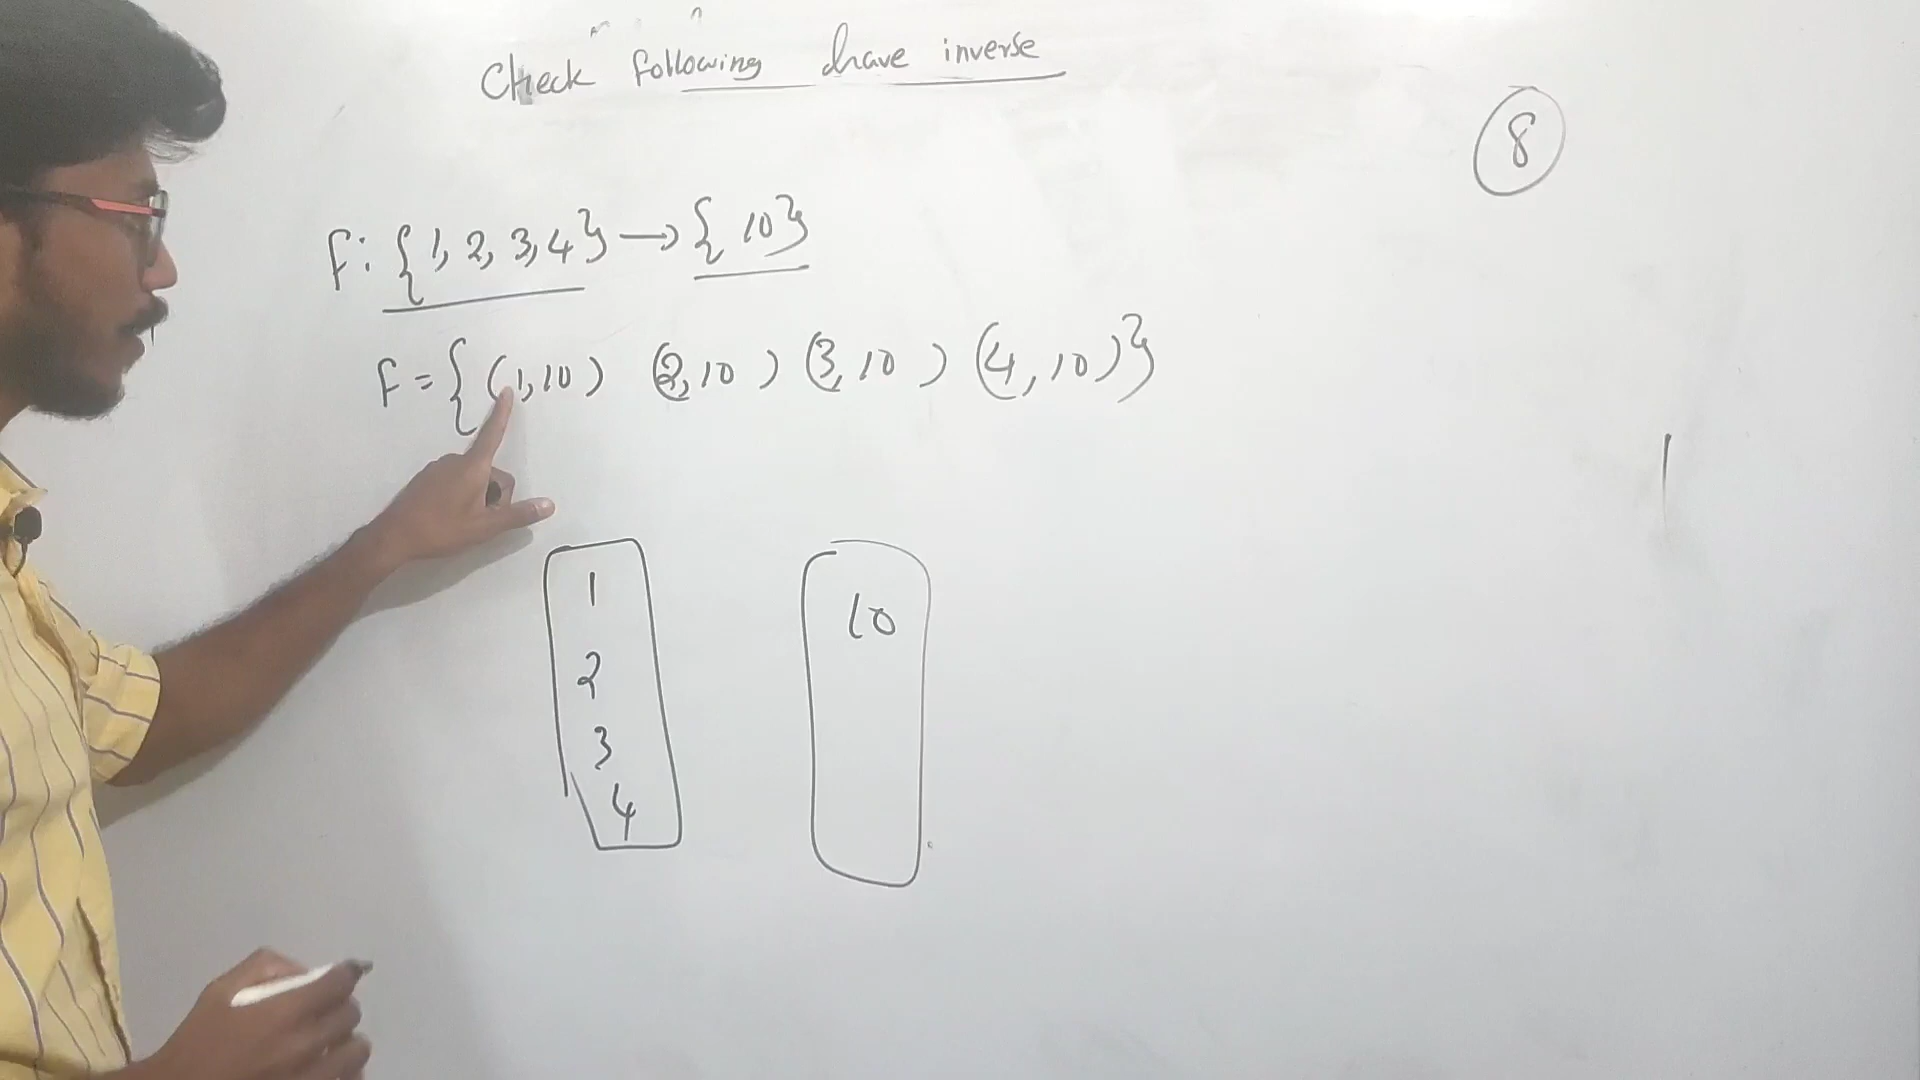 Check following have inverse
8
f: {1, 2, 3, 4} → { 10}
f = { (1, 10) (2, 10 ) (3, 10 ) (4, 10 ) }
1
10
2
3
4